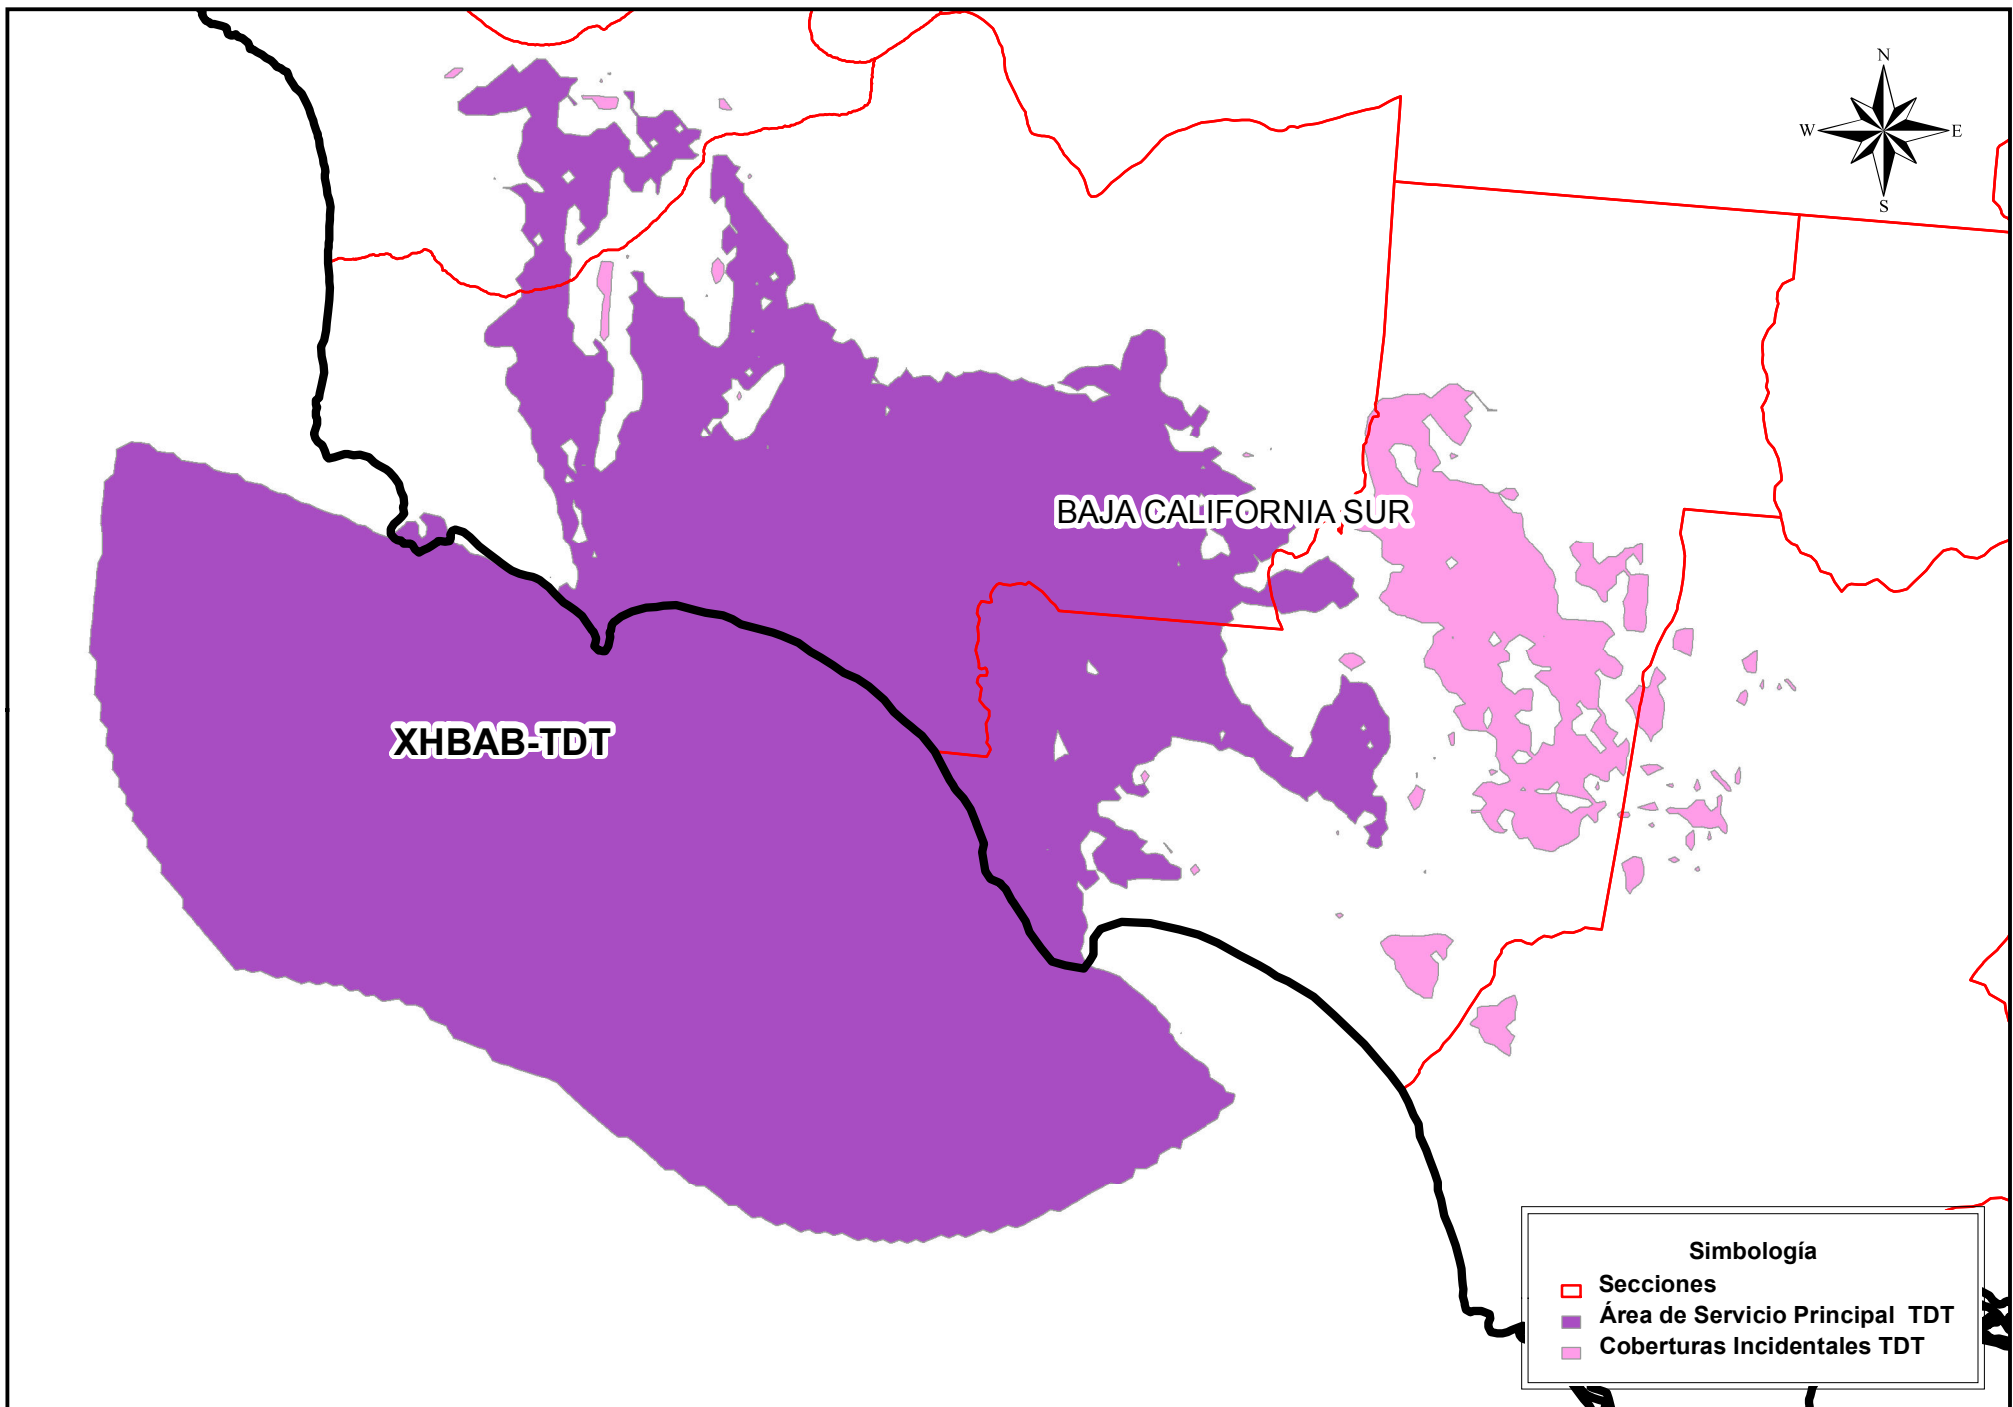 N
W E
S
BAJA CALIFORNIA SUR
XHBAB-TDT
Simbología
Secciones
Área de Servicio Principal TDT
Coberturas Incidentales TDT